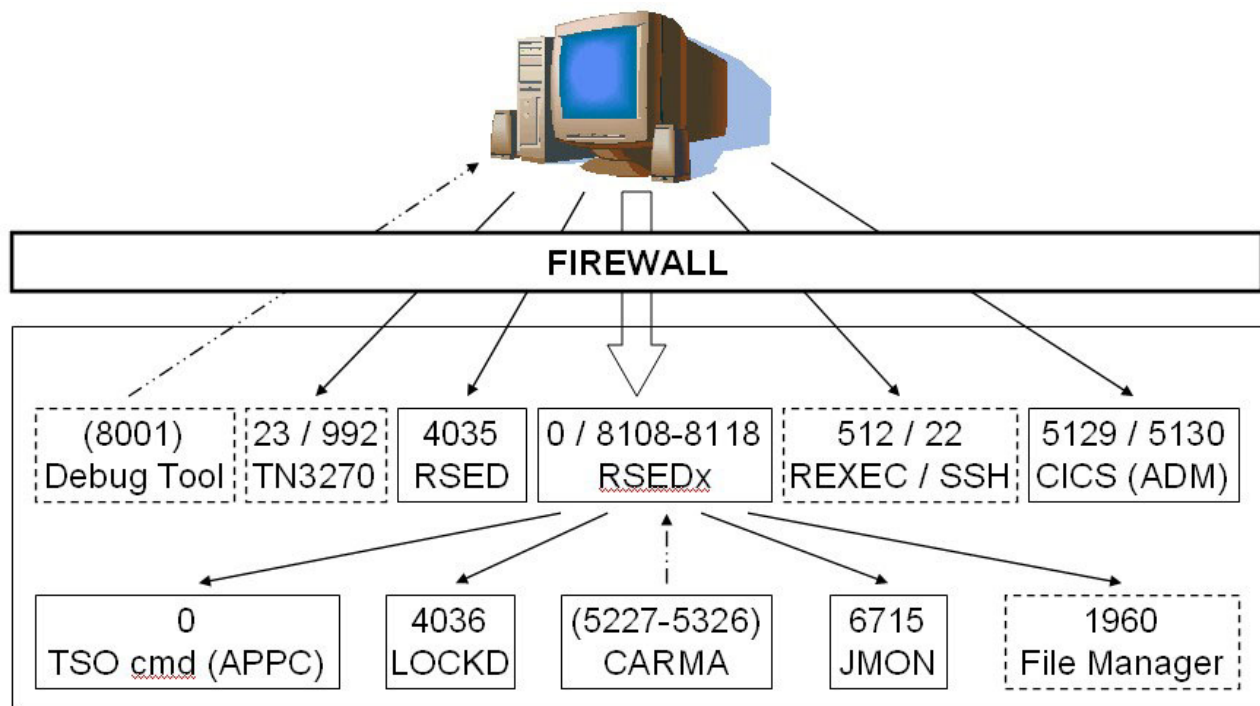 FIREWALL
(8001)
Debug Tool
23 / 992
TN3270
4035
RSED
0 / 8108-8118
RSEDx
512 / 22
REXEC / SSH
5129 / 5130
CICS (ADM)
0
TSO cmd (APPC)
4036
LOCKD
(5227-5326)
CARMA
6715
JMON
1960
File Manager